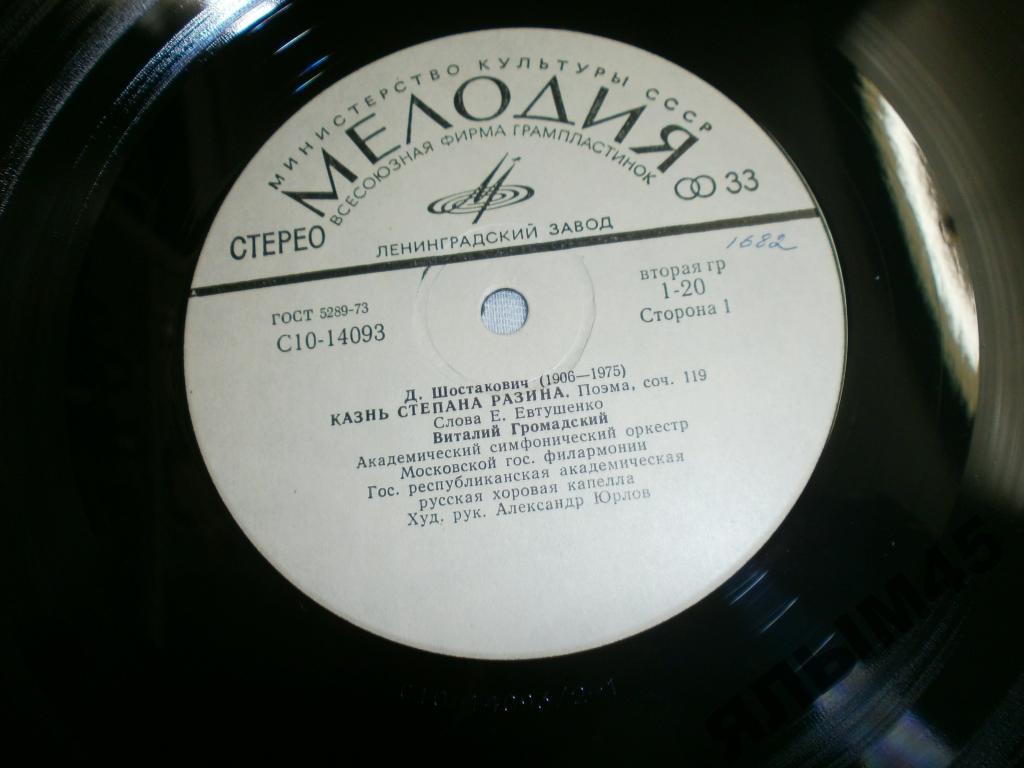 МИНИСТЕРСТВО КУЛЬТУРЫ СССР
МЕЛОДИЯ
ВСЕСОЮЗНАЯ ФИРМА ГРАМПЛАСТИНОК
СТЕРЕО
33
ЛЕНИНГРАДСКИЙ ЗАВОД
1682
ГОСТ 5289-73
С10-14093
вторая гр
1-20
Сторона 1
Д. Шостакович (1906—1975)
КАЗНЬ СТЕПАНА РАЗИНА. Поэма, соч. 119
Слова Е. Евтушенко
Виталий Громадский
Академический симфонический оркестр
Московской гос. филармонии
Гос. республиканская академическая
русская хоровая капелла
Худ. рук. Александр Юрлов
ЯЛЫМ45